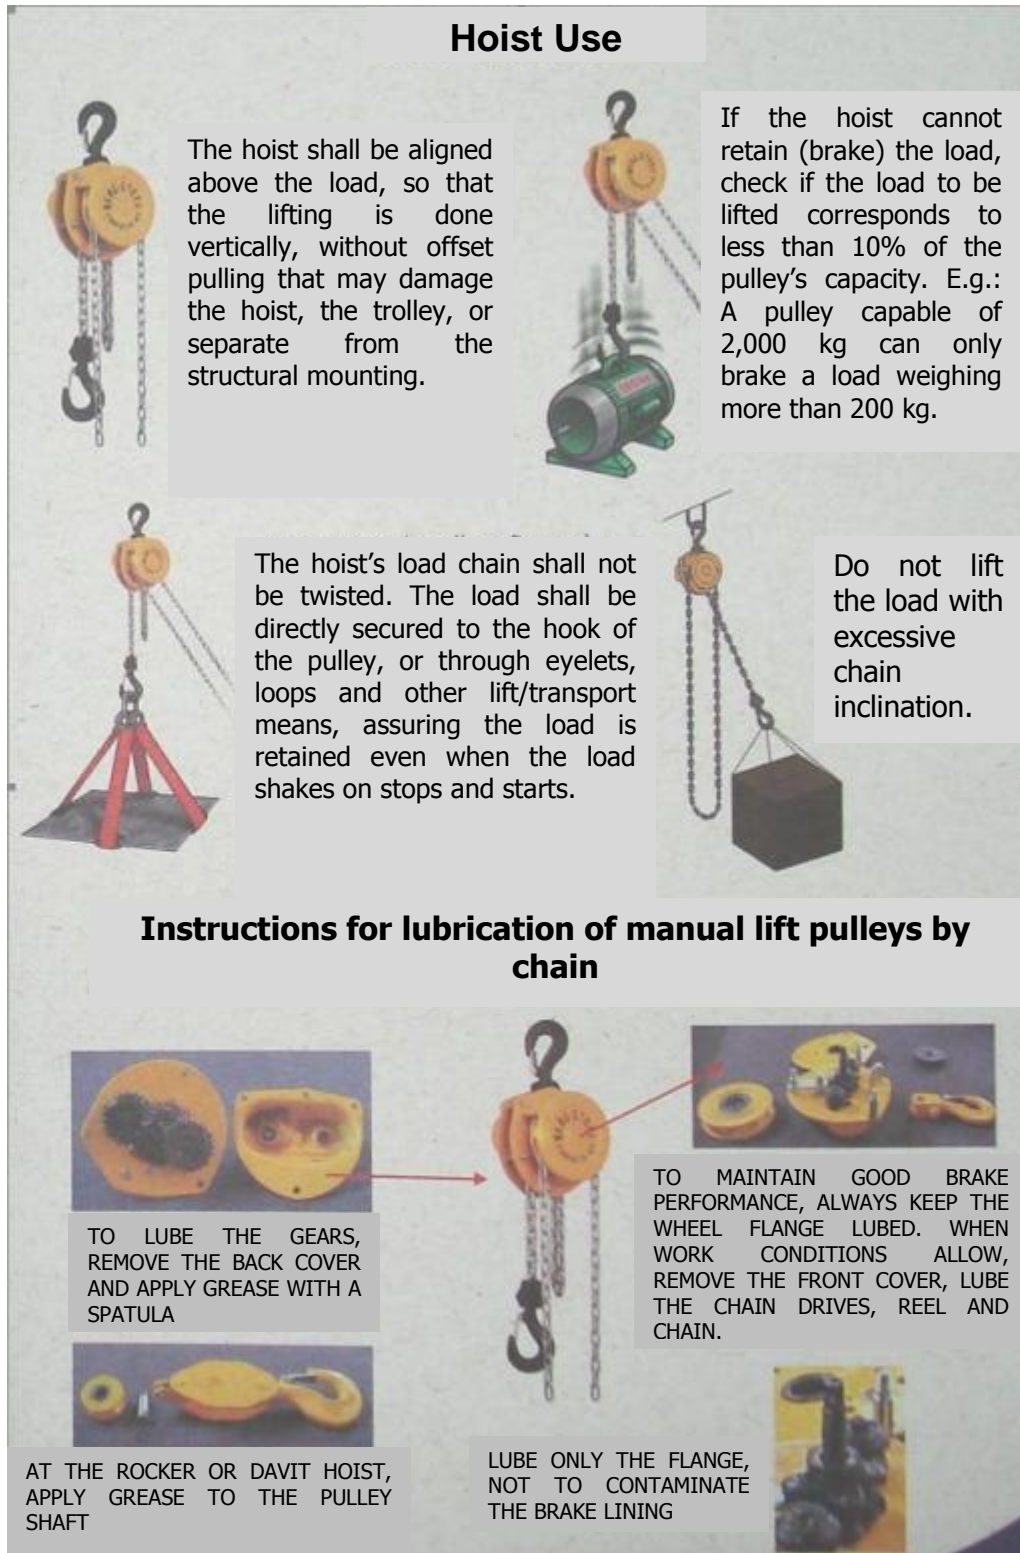 Hoist Use
The hoist shall be aligned
above the load, so that
the lifting is done
vertically, without offset
pulling that may damage
the hoist, the trolley, or
separate from the
structural mounting.
If the hoist cannot
retain (brake) the load,
check if the load to be
lifted corresponds to
less than 10% of the
pulley's capacity. E.g.:
A pulley capable of
2,000 kg can only
brake a load weighing
more than 200 kg.
The hoist's load chain shall not
be twisted. The load shall be
directly secured to the hook of
the pulley, or through eyelets,
loops and other lift/transport
means, assuring the load is
retained even when the load
shakes on stops and starts.
Do not lift
the load with
excessive
chain
inclination.
Instructions for lubrication of manual lift pulleys by
chain
TO LUBE THE GEARS,
REMOVE THE BACK COVER
AND APPLY GREASE WITH A
SPATULA
TO MAINTAIN GOOD BRAKE
PERFORMANCE, ALWAYS KEEP THE
WHEEL FLANGE LUBED. WHEN
WORK CONDITIONS ALLOW,
REMOVE THE FRONT COVER, LUBE
THE CHAIN DRIVES, REEL AND
CHAIN.
AT THE ROCKER OR DAVIT HOIST,
APPLY GREASE TO THE PULLEY
SHAFT
LUBE ONLY THE FLANGE,
NOT TO CONTAMINATE
THE BRAKE LINING